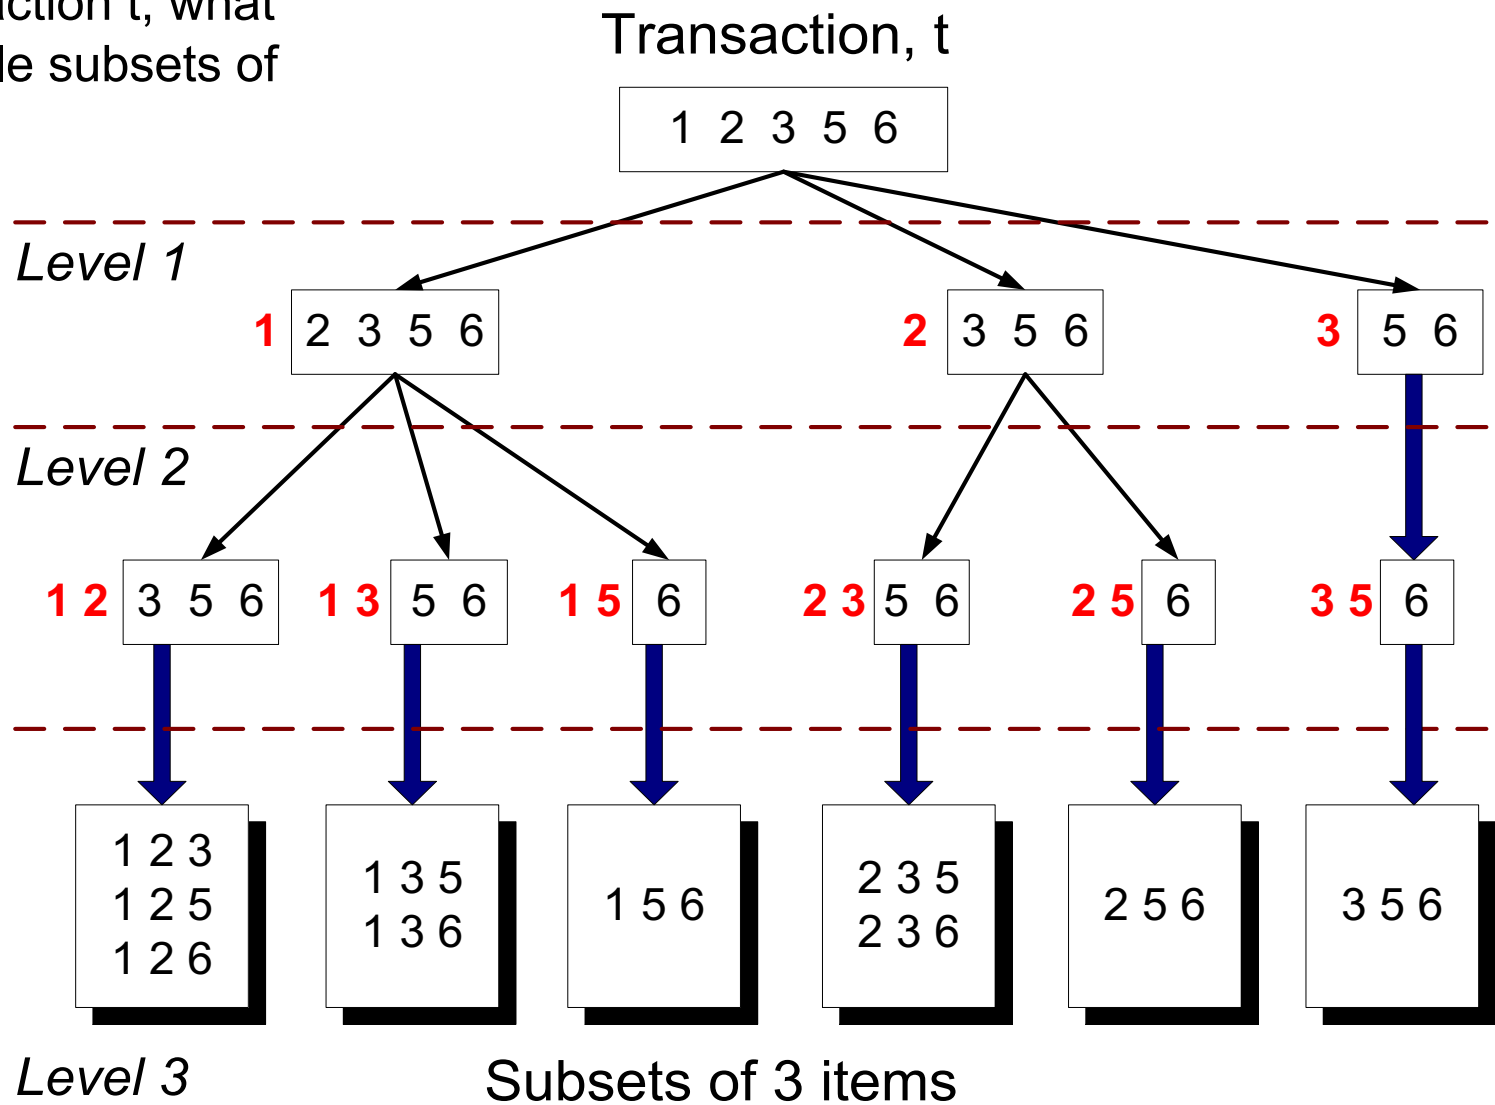 t, what
subsets of
Transaction, t
1 2 3 5 6
Level 1
1 2 3 5 6
2 3 5 6
3 5 6
Level 2
1 2 3 5 6
1 3 5 6
1 5 6
2 3 5 6
2 5 6
3 5 6
1 2 3
1 2 5
1 2 6
1 3 5
1 3 6
1 5 6
2 3 5
2 3 6
2 5 6
3 5 6
Level 3
Subsets of 3 items